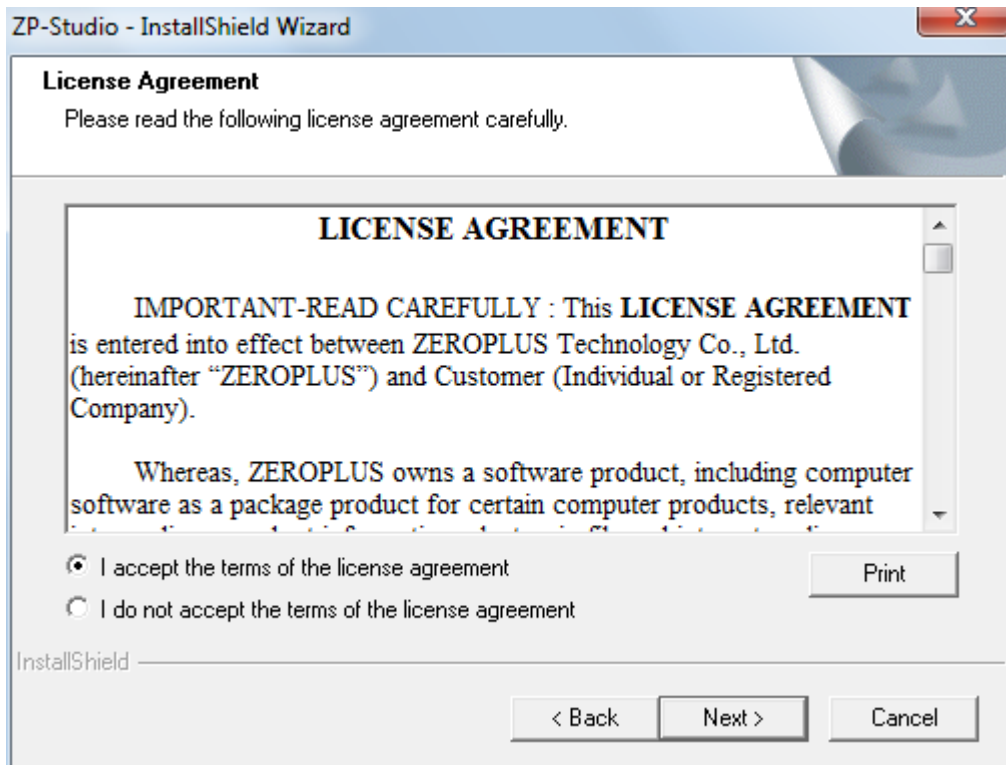 ZP-Studio - InstallShield Wizard
License Agreement
Please read the following license agreement carefully.
LICENSE AGREEMENT
IMPORTANT-READ CAREFULLY : This LICENSE AGREEMENT
is entered into effect between ZEROPLUS Technology Co., Ltd.
(hereinafter “ZEROPLUS”) and Customer (Individual or Registered
Company).
Whereas, ZEROPLUS owns a software product, including computer
software as a package product for certain computer products, relevant
I accept the terms of the license agreement
Print
I do not accept the terms of the license agreement
InstallShield
< Back
Next >
Cancel